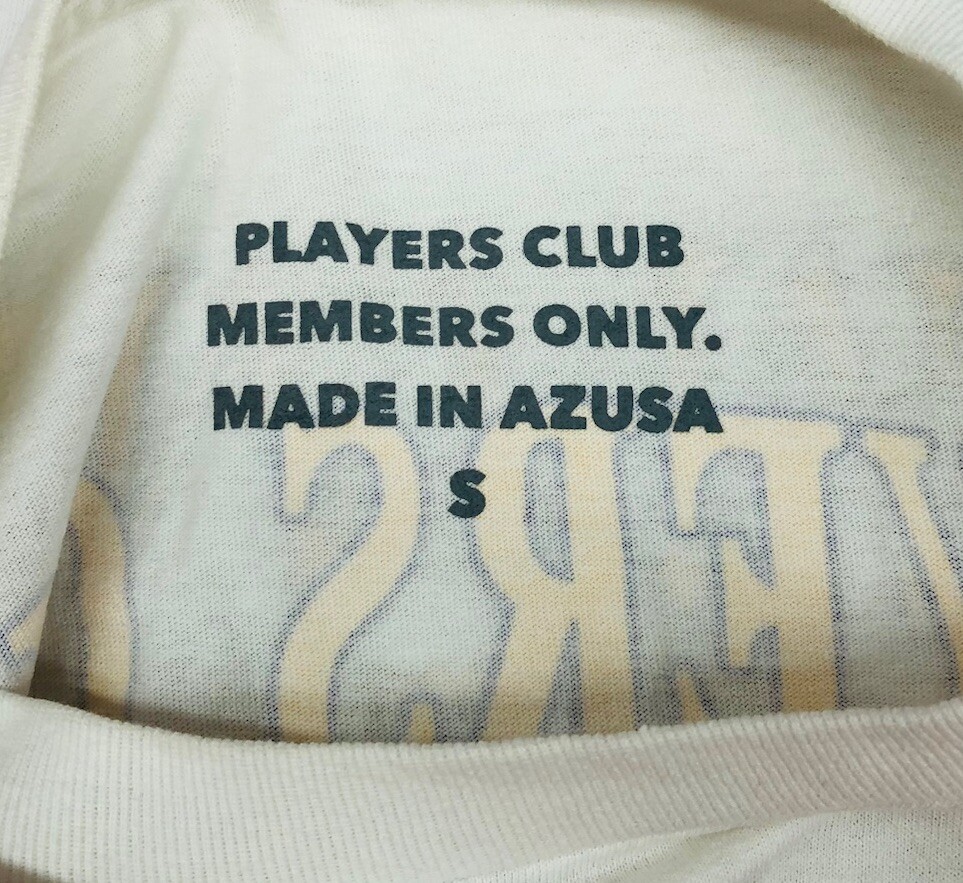 PLAYERS CLUB
MEMBERS ONLY.
MADE IN AZUSA
S